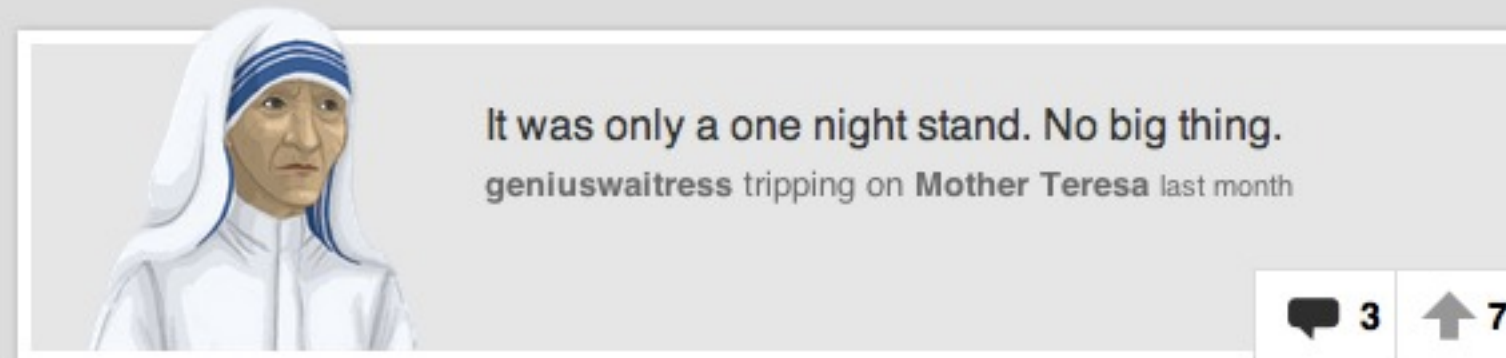 It was only a one night stand. No big thing.
geniuswaitress tripping on Mother Teresa last month
3 7